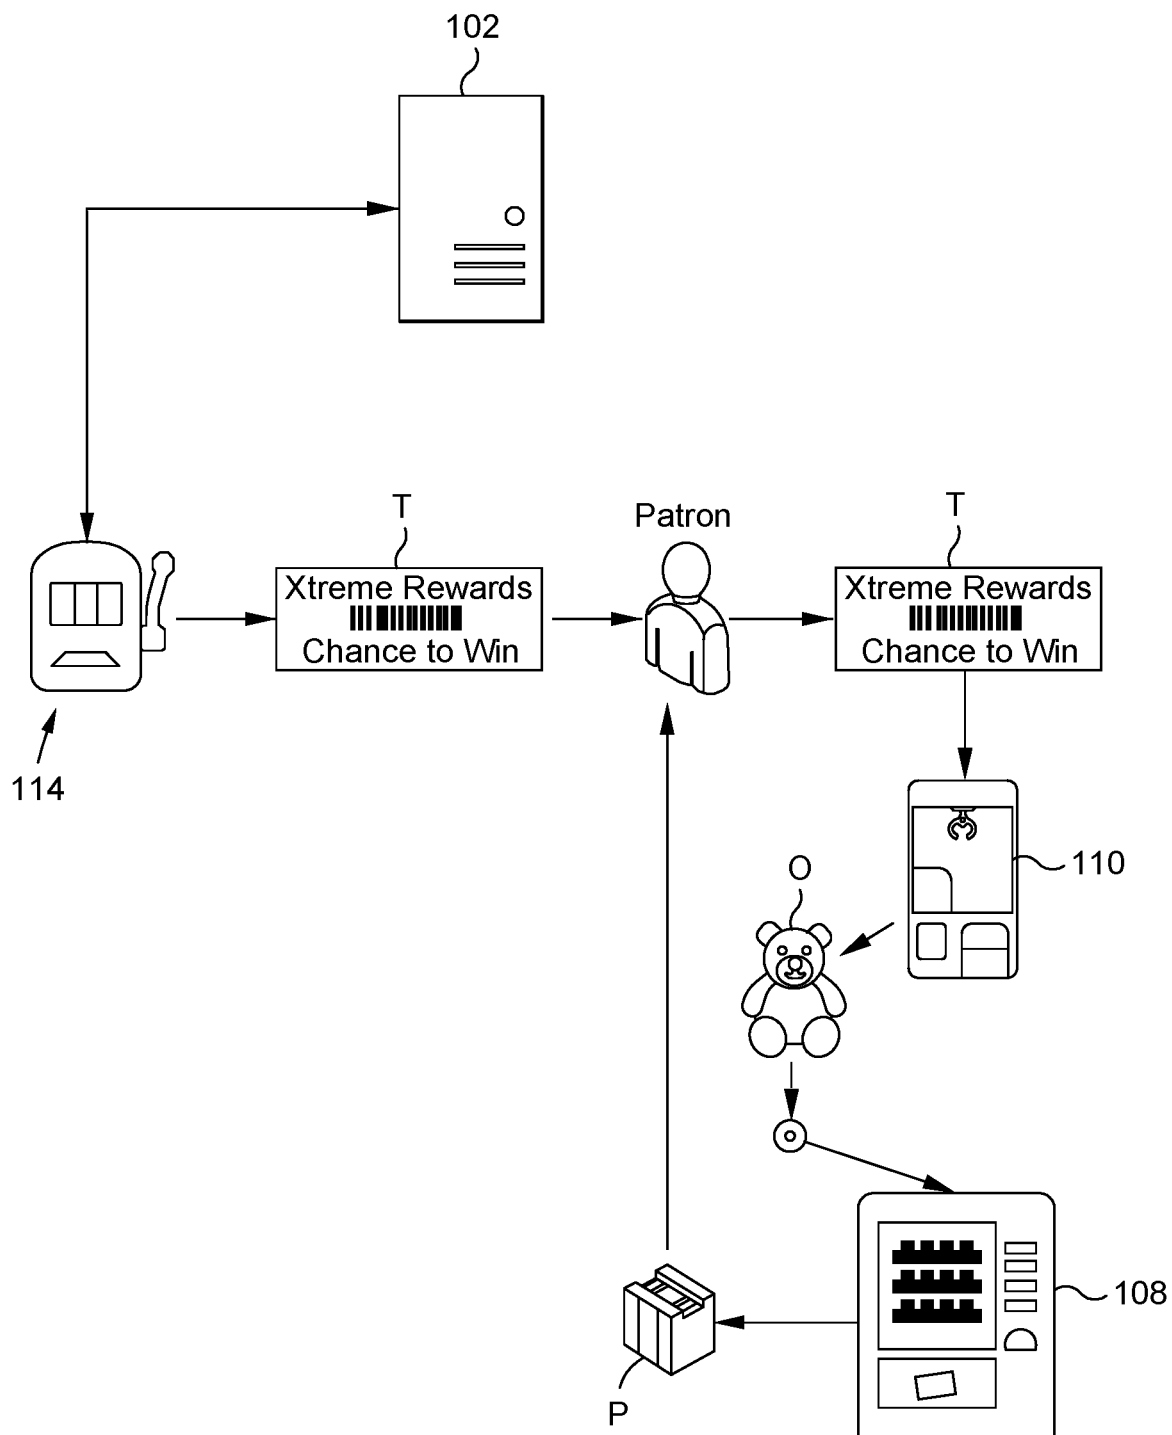 102
T
Patron
T
Xtreme Rewards
Chance to Win
Xtreme Rewards
Chance to Win
114
110
O
108
P